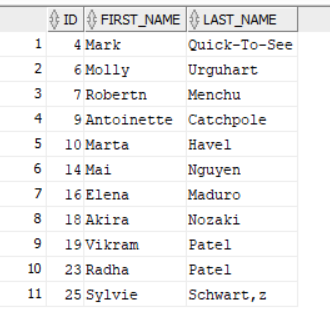 ID FIRST_NAME LAST_NAME
1 4 Mark Quick-To-See
2 6 Molly Urguhart
3 7 Robertn Menchu
4 9 Antoinette Catchpole
5 10 Marta Havel
6 14 Mai Nguyen
7 16 Elena Maduro
8 18 Akira Nozaki
9 19 Vikram Patel
10 23 Radha Patel
11 25 Sylvie Schwart,z